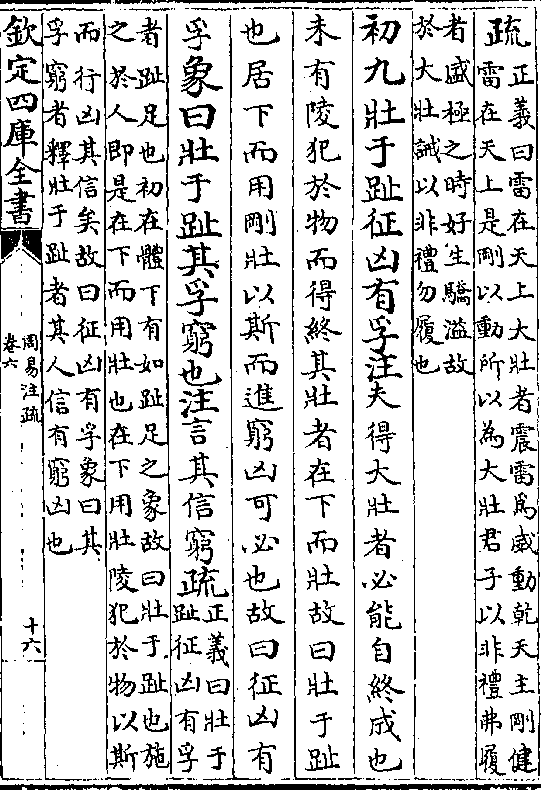 疏正義曰雷在天上大壯者震雷為威動乾天主剛健
雷在天上是剛以動所以為大壯君子以非禮弗履
者盛極之時好生驕溢故
於大壯誡以非禮勿履也
初九壯于趾征凶有孚注夫得大壯者必能自終成也
未有陵犯於物而得終其壯者在下而壯故曰壯于趾
也居下而用剛壯以斯而進窮凶可必也故曰征凶有
孚象曰壯于趾其孚窮也注言其信窮疏正義曰壯于
趾征凶有孚
者趾足也初在體下有如趾足之象故曰壯于趾也施
之於人即是在下而用壯也在下用壯陵犯於物以斯
而行凶其信矣故曰征凶有孚象曰其
孚窮者釋壯于趾者其人信有窮凶也
欽定四庫全書
周易注疏
卷六
十六